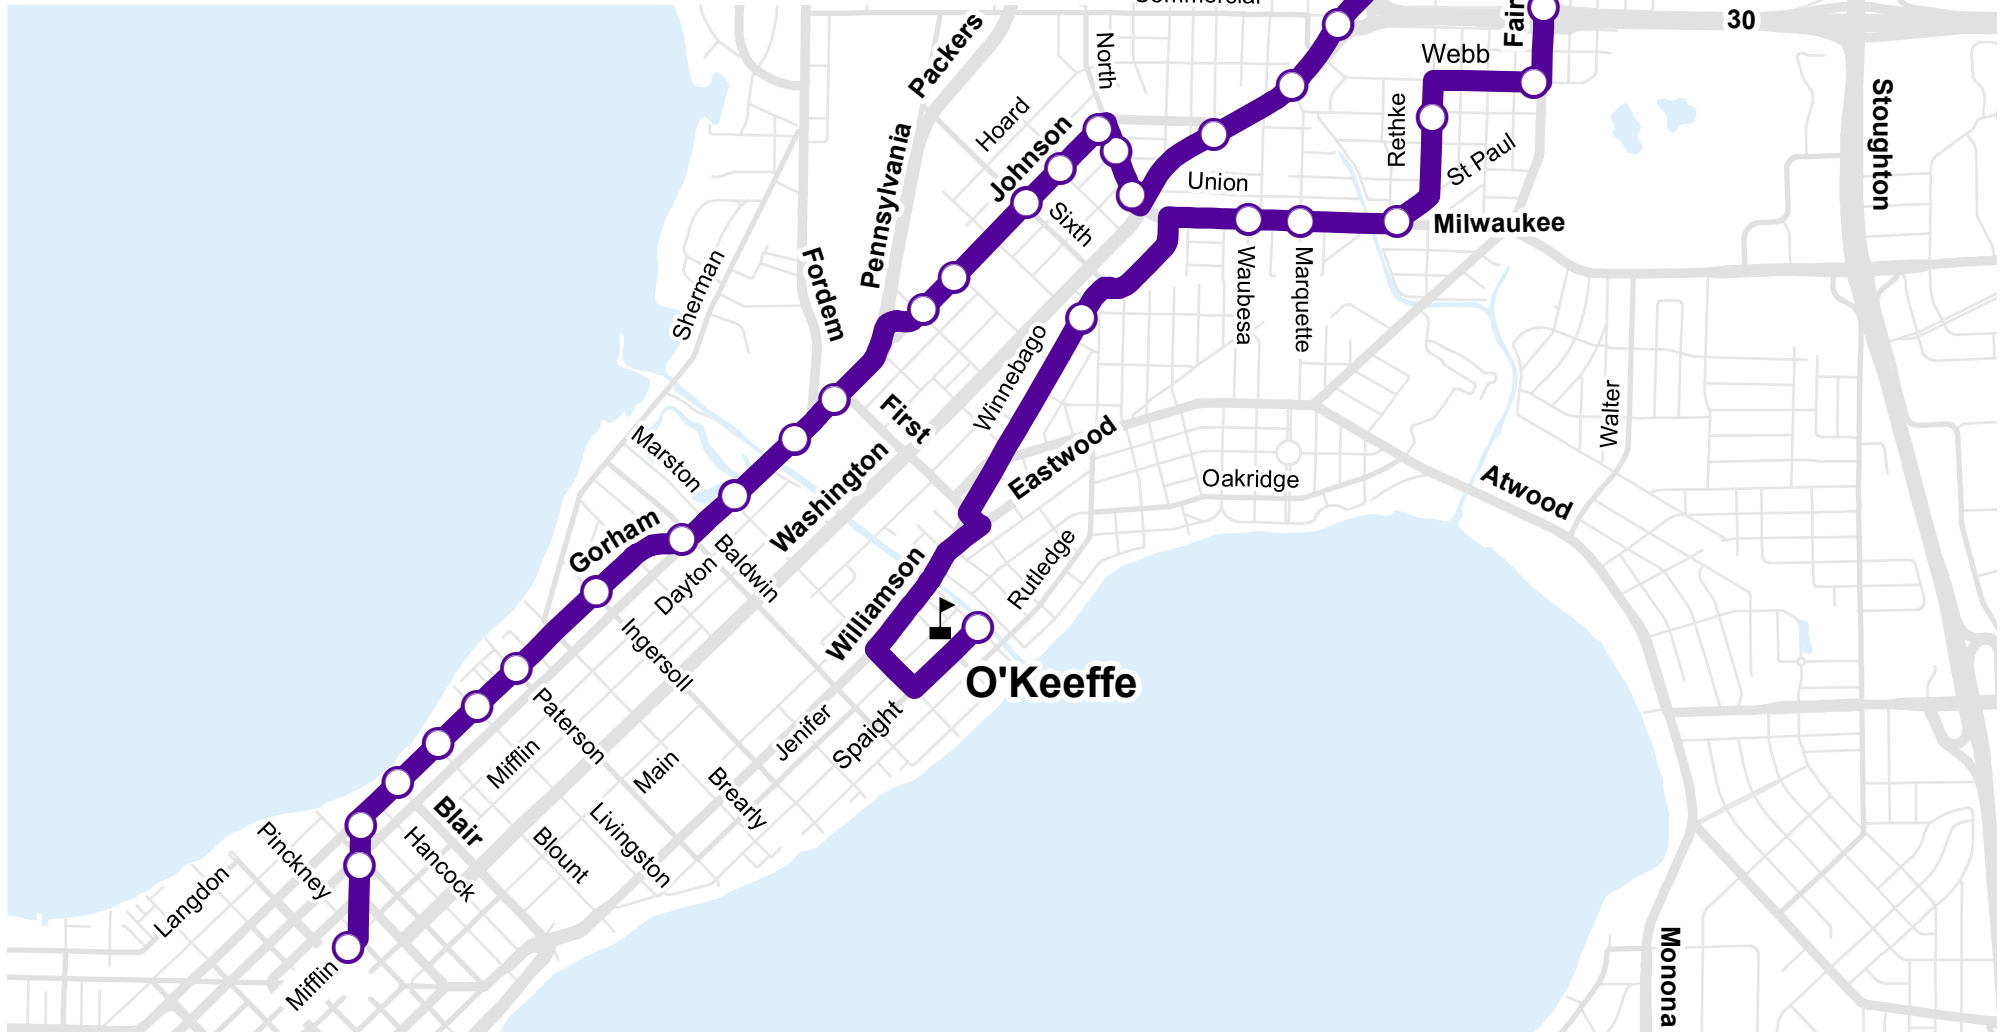 Commercial
Fair
30
Packers
North
Webb
Stoughton
Hoard
Johnson
Rethke
St Paul
Pennsylvania
Union
Sixth
Milwaukee
Sherman
Fordem
Waubesa
Marquette
Winnebago
First
Walter
Marston
Washington
Eastwood
Oakridge
Atwood
Gorham
Baldwin
Dayton
Rutledge
Williamson
Ingersoll
O'Keeffe
Paterson
Jenifer
Spaight
Mifflin
Main
Brearly
Blair
Livingston
Pinckney
Hancock
Blount
Langdon
Mifflin
Monona